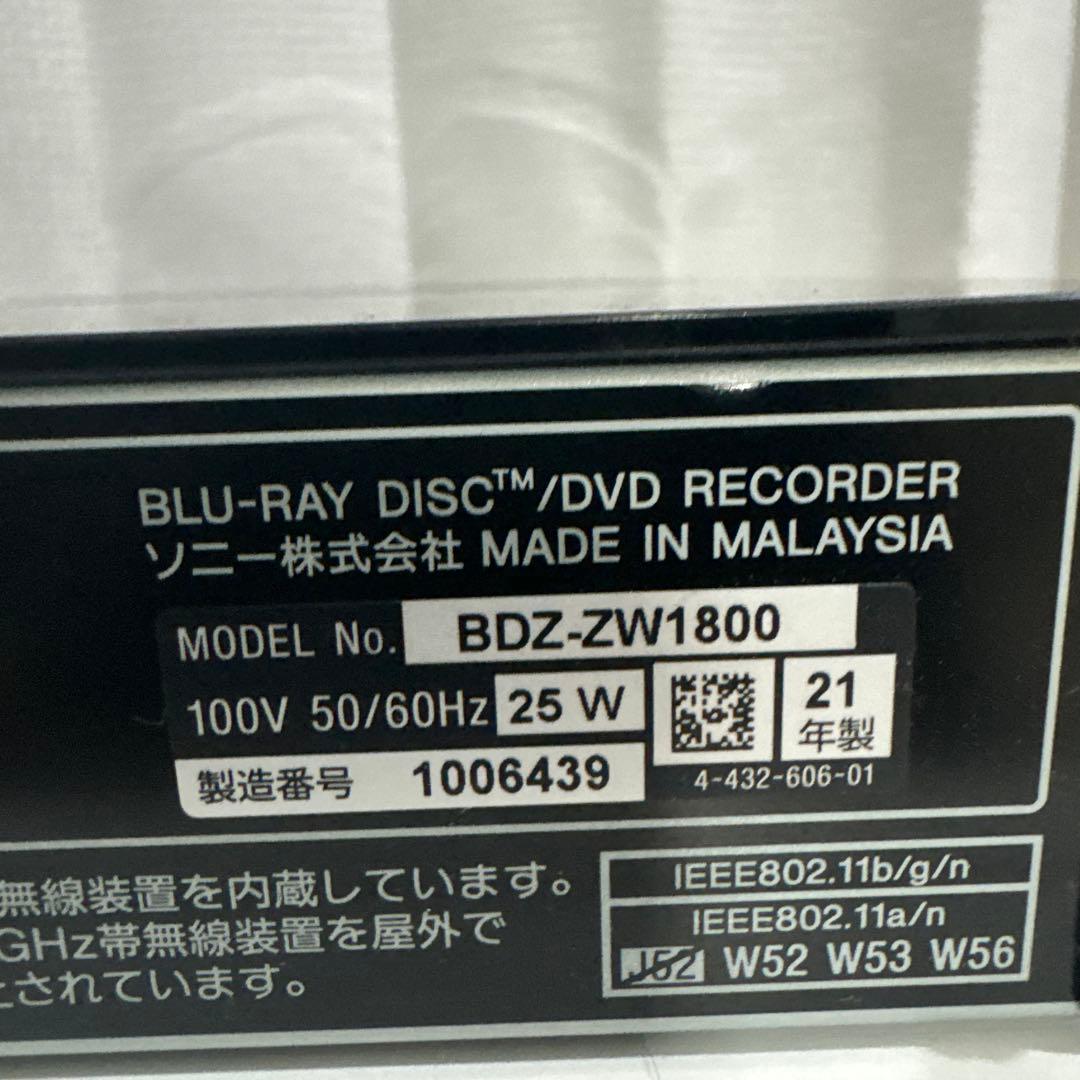 BLU-RAY DISC™/DVD RECORDER
ソニー株式会社 MADE IN MALAYSIA
MODEL No. BDZ-ZW1800
100V 50/60Hz 25 W
21
年製
製造番号 1006439
4-432-606-01
無線装置を内蔵しています。
GHz帯無線装置を屋外で
されています。
IEEE802.11b/g/n
IEEE802.11a/n
J52 W52 W53 W56